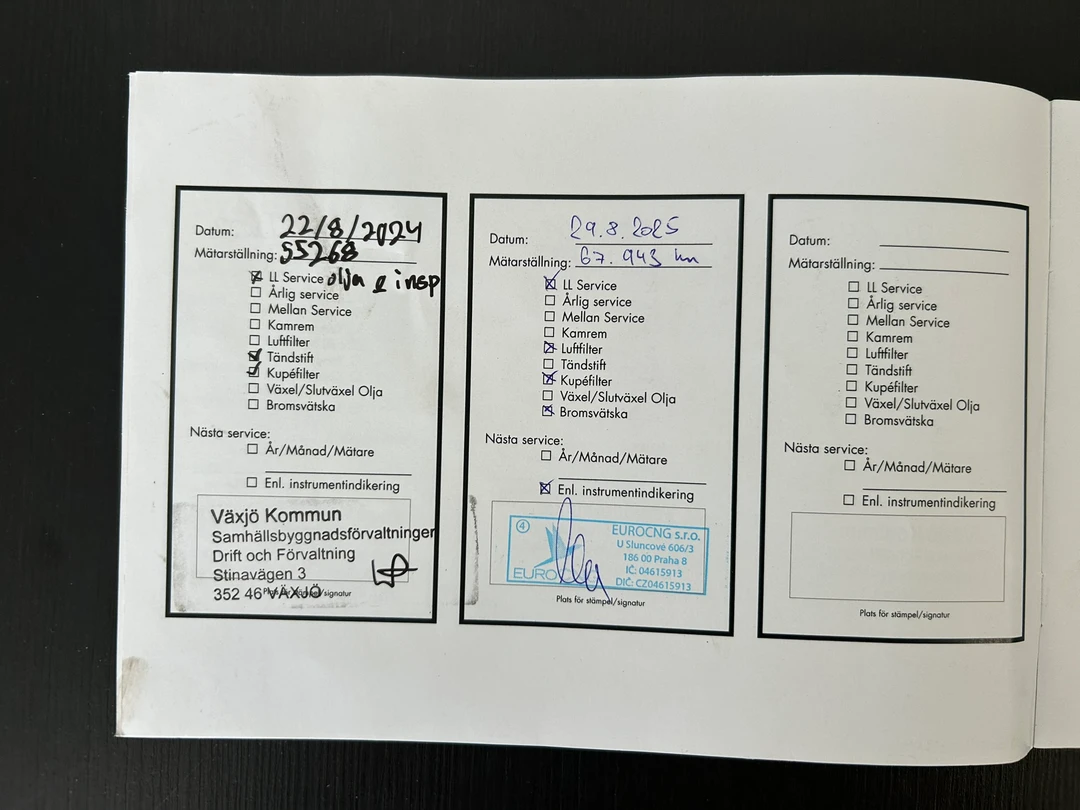 Datum: 22/8/2024
Mätarställning: 55268
LL Service olja & insp
Årlig service
Mellan Service
Kamrem
Luftfilter
Tändstift
Kupéfilter
Växel/Slutväxel Olja
Bromsvätska
Nästa service:
År/Månad/Mätare
Enl. instrumentindikering
Växjö Kommun
Samhällsbyggnadsförvaltningen
Drift och Förvaltning
Stinavägen 3
352 46 VÄXJÖ
Plats för stämpel/signatur
Datum: 29.8.2025
Mätarställning: 67.943 km
LL Service
Årlig service
Mellan Service
Kamrem
Luftfilter
Tändstift
Kupéfilter
Växel/Slutväxel Olja
Bromsvätska
Nästa service:
År/Månad/Mätare
Enl. instrumentindikering
4
EURO
EUROCNG s.r.o.
U Sluncove 606/3
186 00 Praha 8
IČ: 04615913
DIČ: CZ04615913
Plats för stämpel/signatur
Datum:
Mätarställning:
LL Service
Årlig service
Mellan Service
Kamrem
Luftfilter
Tändstift
Kupéfilter
Växel/Slutväxel Olja
Bromsvätska
Nästa service:
År/Månad/Mätare
Enl. instrumentindikering
Plats för stämpel/signatur